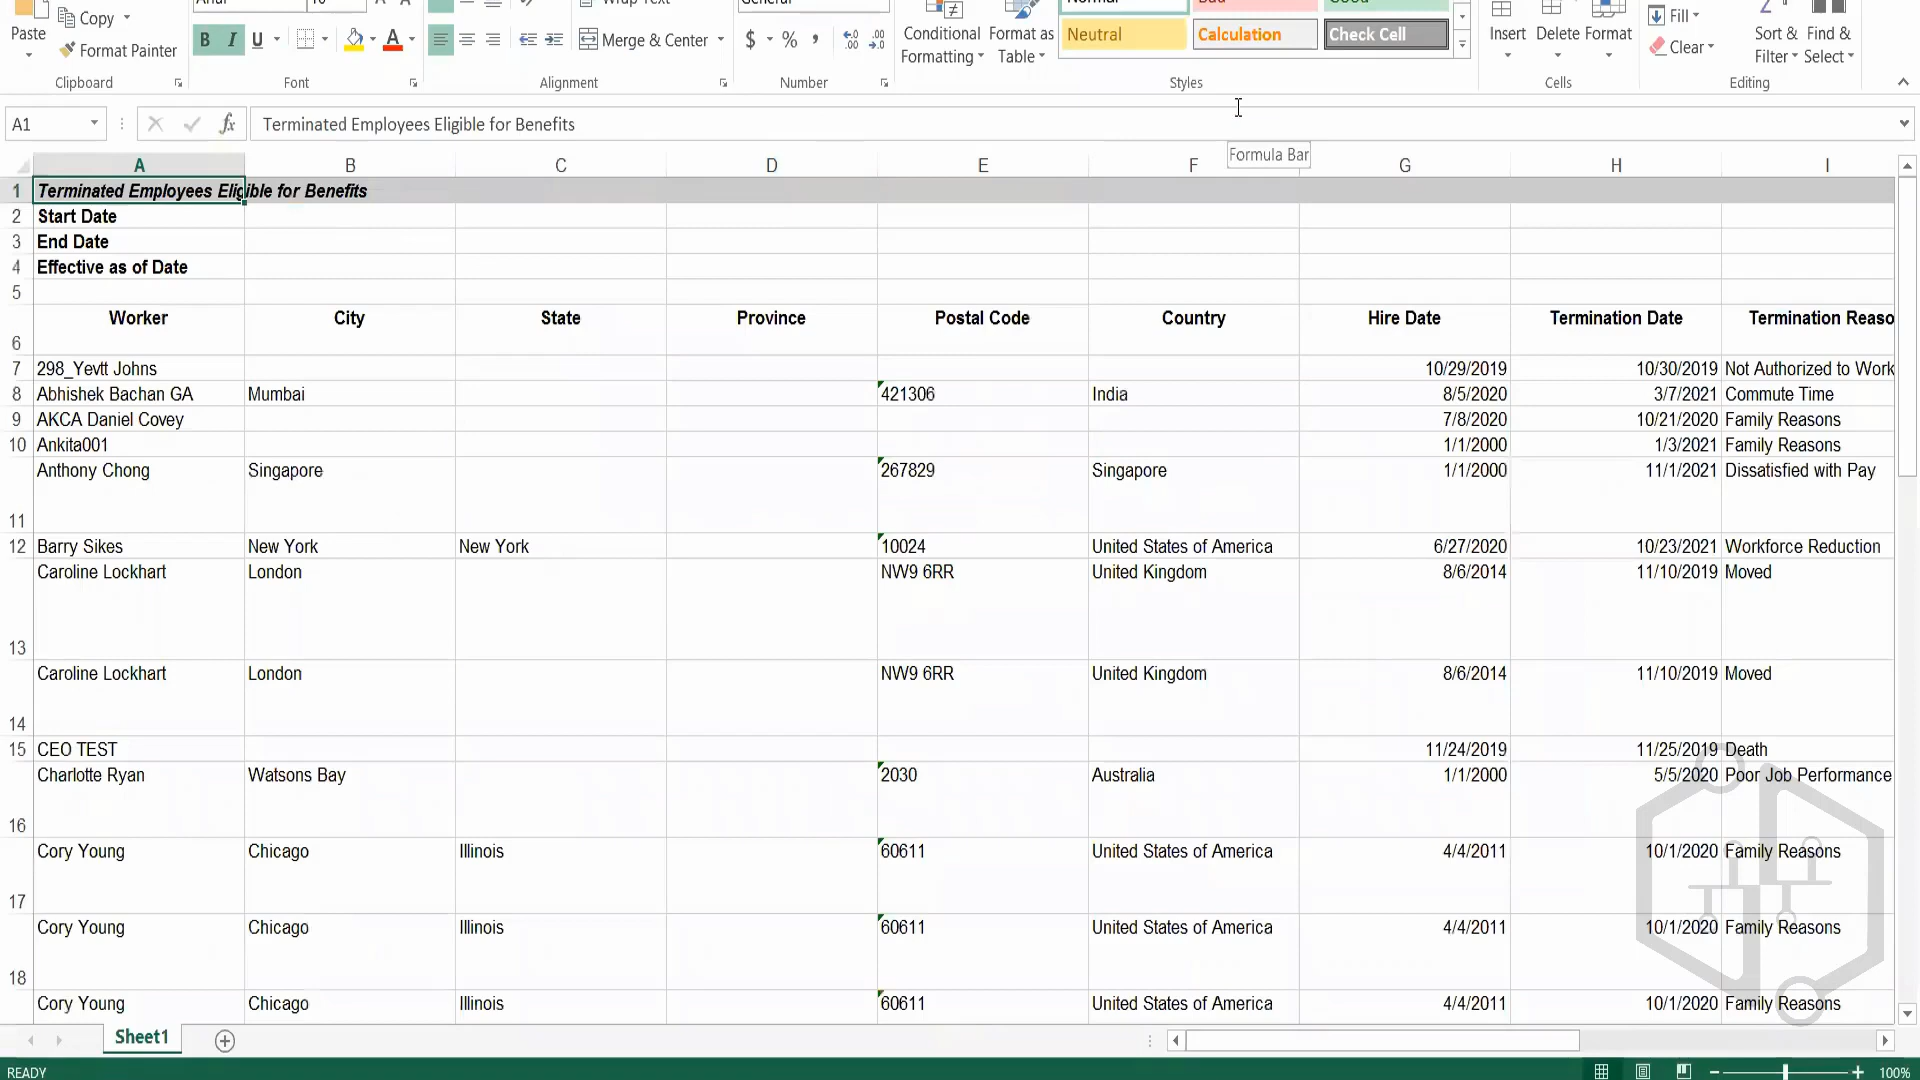 Paste
Copy
Format Painter
Clipboard
B I U
A
Font
Wrap Text
Merge & Center
Alignment
General
$ % ,
Number
Conditional Formatting
Format as Table
Normal Bad Good
Neutral Calculation Check Cell
Styles
Insert Delete Format
Cells
Fill
Clear
Sort & Filter
Find & Select
Editing
A1 fx Terminated Employees Eligible for Benefits
Formula Bar
A B C D E F G H I
1 Terminated Employees Eligible for Benefits
2 Start Date
3 End Date
4 Effective as of Date
5
6 Worker City State Province Postal Code Country Hire Date Termination Date Termination Reaso
7 298_Yevtt Johns 10/29/2019 10/30/2019 Not Authorized to Work
8 Abhishek Bachan GA Mumbai 421306 India 8/5/2020 3/7/2021 Commute Time
9 AKCA Daniel Covey 7/8/2020 10/21/2020 Family Reasons
10 Ankita001 1/1/2000 1/3/2021 Family Reasons
11 Anthony Chong Singapore 267829 Singapore 1/1/2000 11/1/2021 Dissatisfied with Pay
12 Barry Sikes New York New York 10024 United States of America 6/27/2020 10/23/2021 Workforce Reduction
13 Caroline Lockhart London NW9 6RR United Kingdom 8/6/2014 11/10/2019 Moved
14 Caroline Lockhart London NW9 6RR United Kingdom 8/6/2014 11/10/2019 Moved
15 CEO TEST 11/24/2019 11/25/2019 Death
16 Charlotte Ryan Watsons Bay 2030 Australia 1/1/2000 5/5/2020 Poor Job Performance
17 Cory Young Chicago Illinois 60611 United States of America 4/4/2011 10/1/2020 Family Reasons
18 Cory Young Chicago Illinois 60611 United States of America 4/4/2011 10/1/2020 Family Reasons
Cory Young Chicago Illinois 60611 United States of America 4/4/2011 10/1/2020 Family Reasons
Sheet1
READY 100%